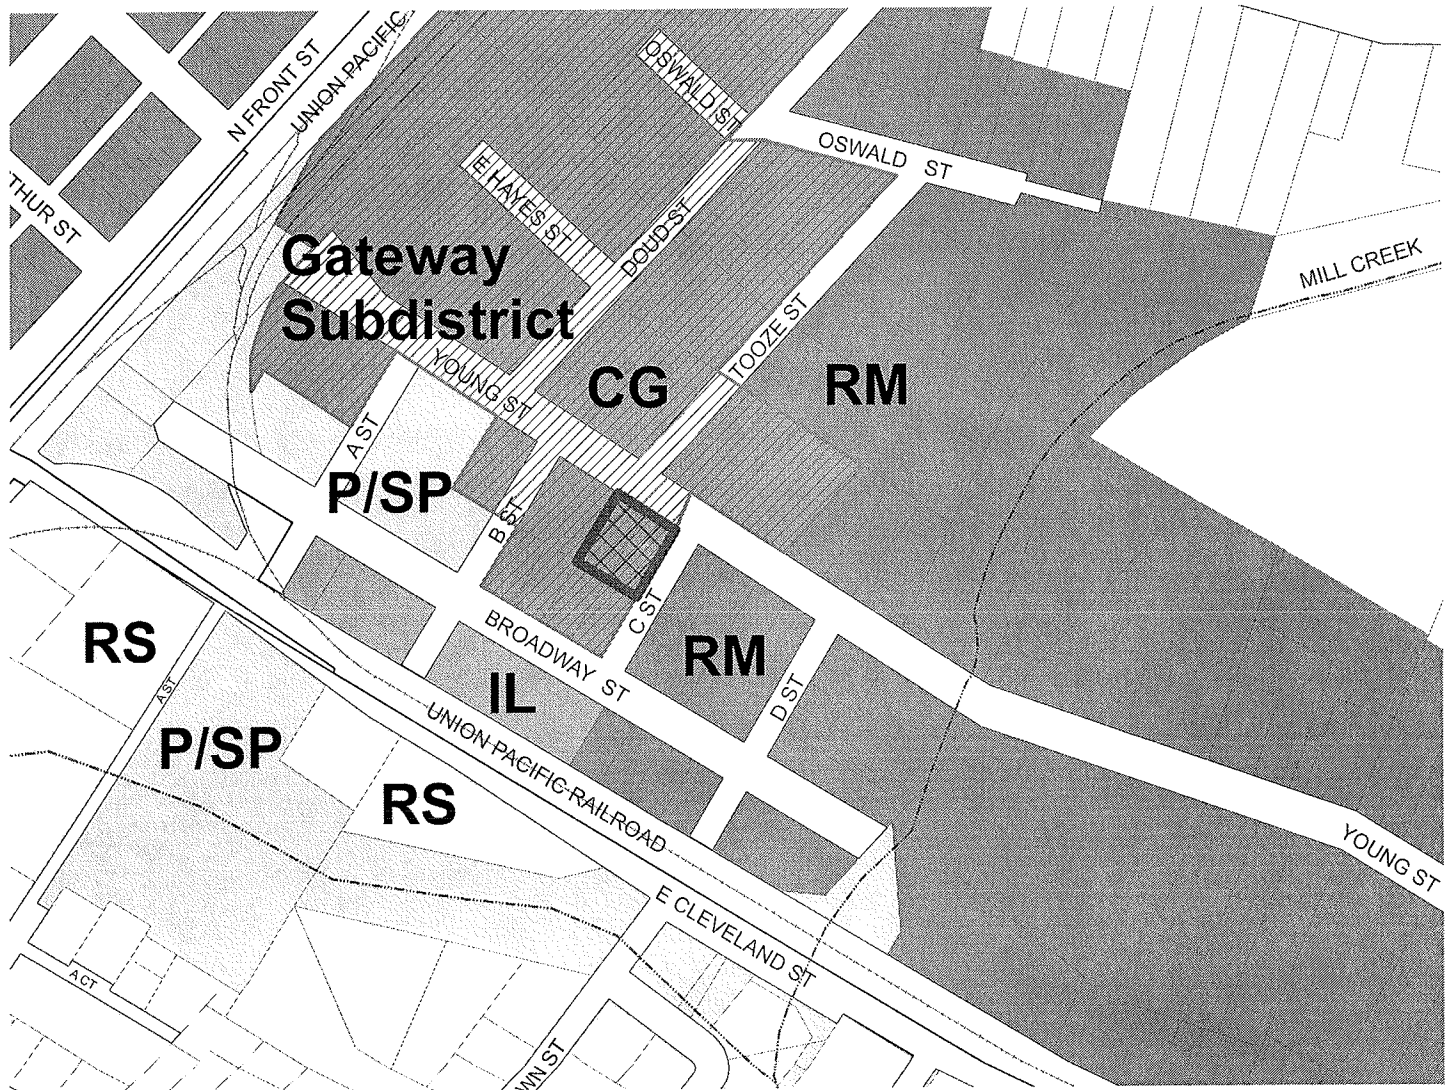 N FRONT ST
UNION PACIFIC
OSWALD ST
OSWALD ST
E HAYES ST
THUR ST
DOUD ST
MILL CREEK
Gateway
Subdistrict
TOOZE ST
YOUNG ST
CG
RM
A ST
P/SP
B ST
C ST
BROADWAY ST
RS
RM
A ST
IL
D ST
P/SP
UNION PACIFIC RAILROAD
RS
YOUNG ST
E CLEVELAND ST
A CT
WN ST